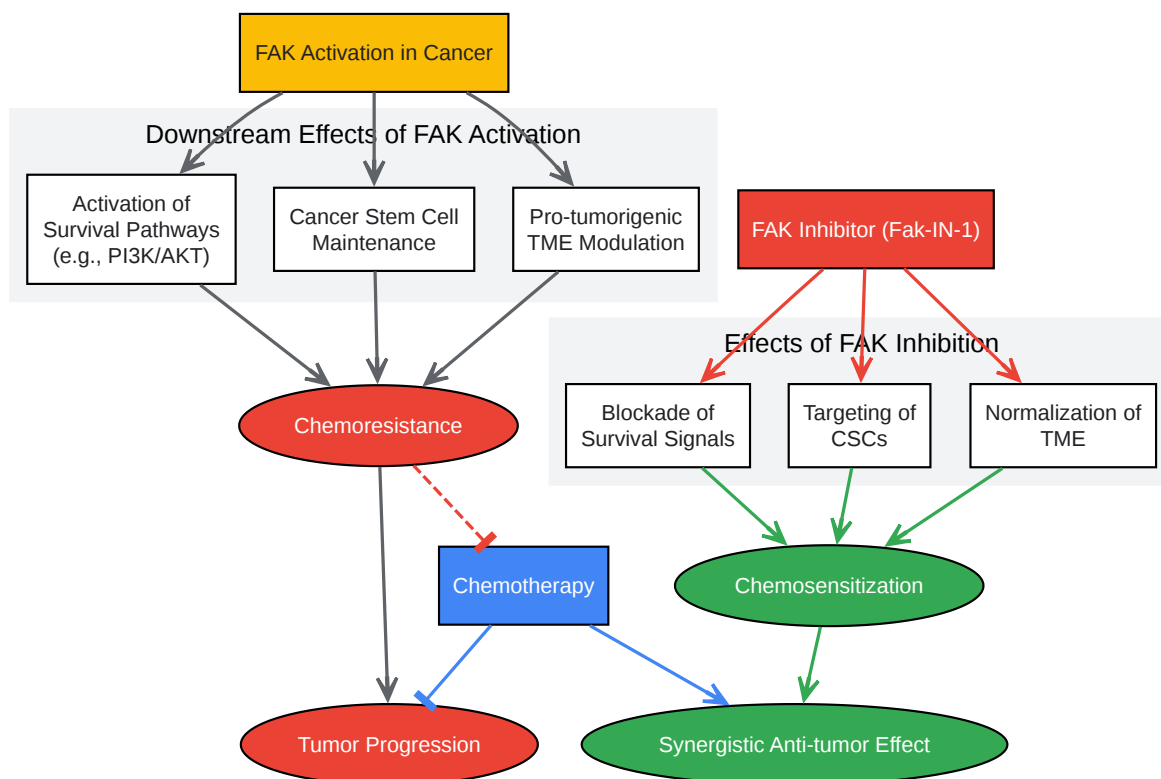 FAK Activation in Cancer
Downstream Effects of FAK Activation
Activation of
Survival Pathways
(e.g., PI3K/AKT)
Cancer Stem Cell
Maintenance
Pro-tumorigenic
TME Modulation
FAK Inhibitor (Fak-IN-1)
Effects of FAK Inhibition
Blockade of
Survival Signals
Targeting of
CSCs
Normalization of
TME
Chemoresistance
Chemotherapy
Chemosensitization
Tumor Progression
Synergistic Anti-tumor Effect